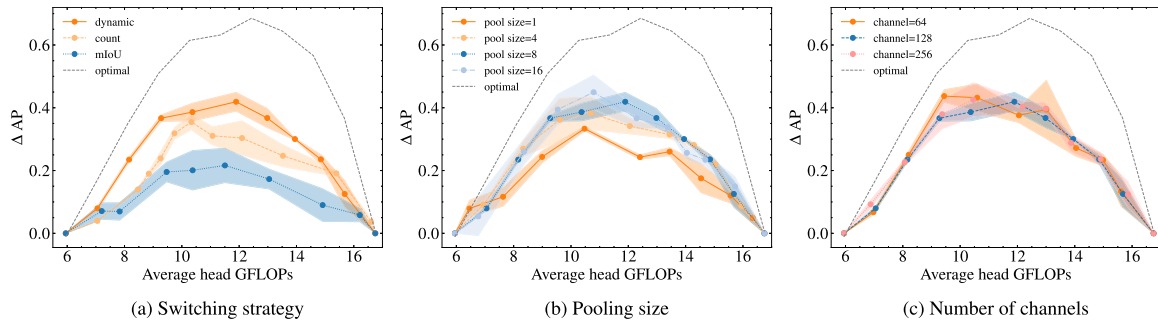 dynamic
count
mIoU
optimal
0.6
0.4
0.2
0.0
Δ AP
6 8 10 12 14 16
Average head GFLOPs
(a) Switching strategy
pool size=1
pool size=4
pool size=8
pool size=16
optimal
0.6
0.4
0.2
0.0
Δ AP
6 8 10 12 14 16
Average head GFLOPs
(b) Pooling size
channel=64
channel=128
channel=256
optimal
0.6
0.4
0.2
0.0
Δ AP
6 8 10 12 14 16
Average head GFLOPs
(c) Number of channels